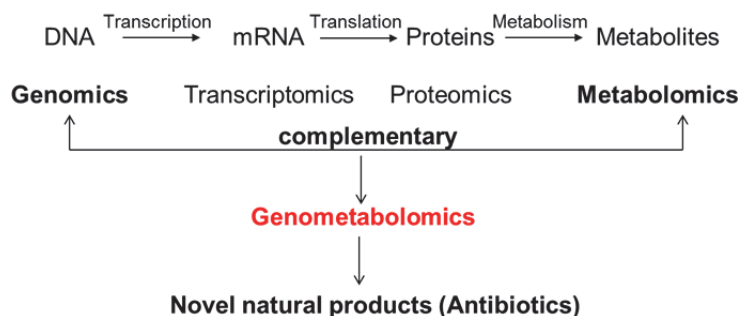 Transcription Translation Metabolism
DNA mRNA Proteins Metabolites
Genomics Transcriptomics Proteomics Metabolomics
complementary
Genometabolomics
Novel natural products (Antibiotics)